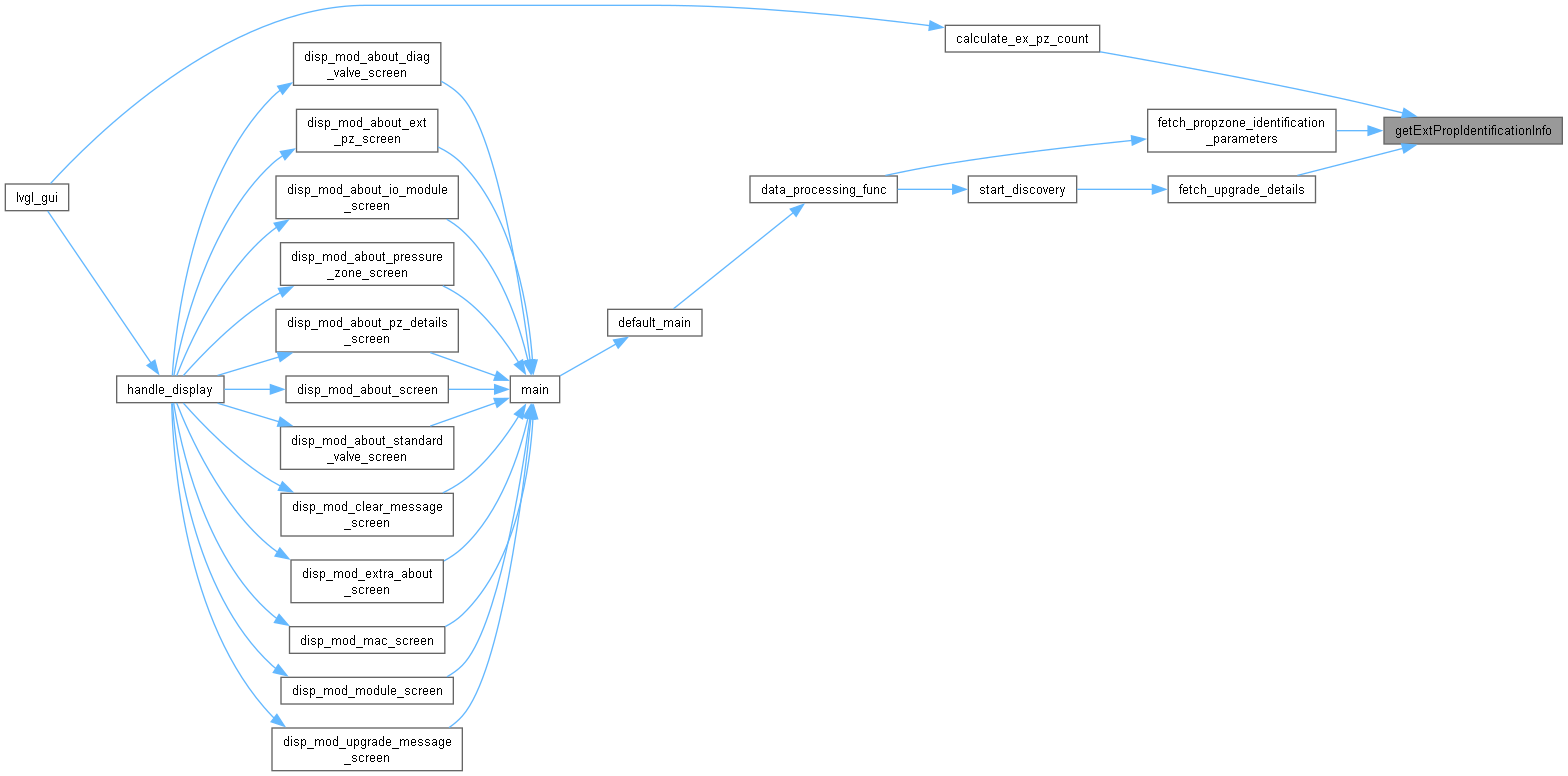 lvgl_gui
handle_display
disp_mod_about_diag
_valve_screen
disp_mod_about_ext
_pz_screen
disp_mod_about_io_module
_screen
disp_mod_about_pressure
_zone_screen
disp_mod_about_pz_details
_screen
disp_mod_about_screen
disp_mod_about_standard
_valve_screen
disp_mod_clear_message
_screen
disp_mod_extra_about
_screen
disp_mod_mac_screen
disp_mod_module_screen
disp_mod_upgrade_message
_screen
main
default_main
data_processing_func
start_discovery
calculate_ex_pz_count
fetch_propzone_identification
_parameters
fetch_upgrade_details
getExtPropIdentificationInfo